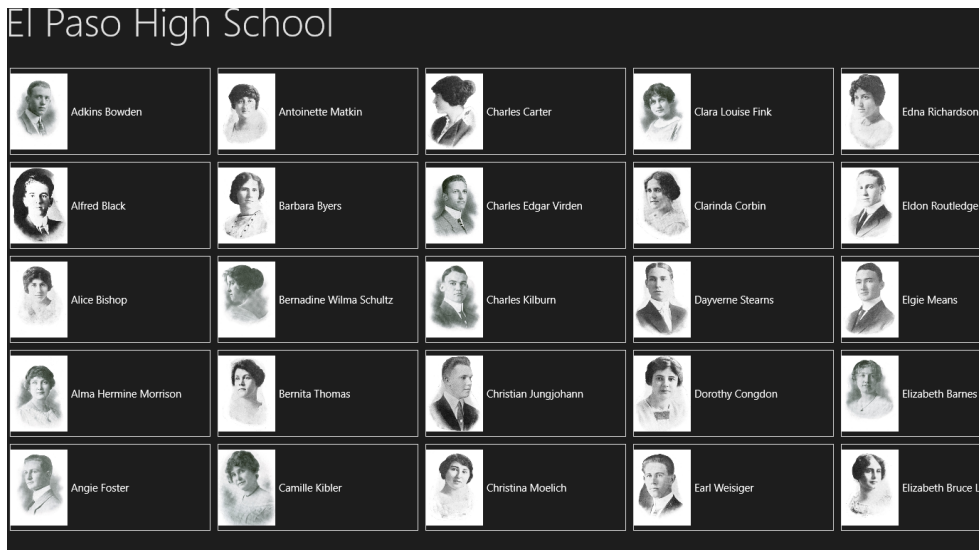 El Paso High School
Adkins Bowden
Antoinette Matkin
Charles Carter
Clara Louise Fink
Edna Richardson
Alfred Black
Barbara Byers
Charles Edgar Virden
Clarinda Corbin
Eldon Routledge
Alice Bishop
Bernadine Wilma Schultz
Charles Kilburn
Dayverne Stearns
Elgie Means
Alma Hermine Morrison
Bernita Thomas
Christian Jungjohann
Dorothy Congdon
Elizabeth Barnes
Angie Foster
Camille Kibler
Christina Moelich
Earl Weisiger
Elizabeth Bruce L